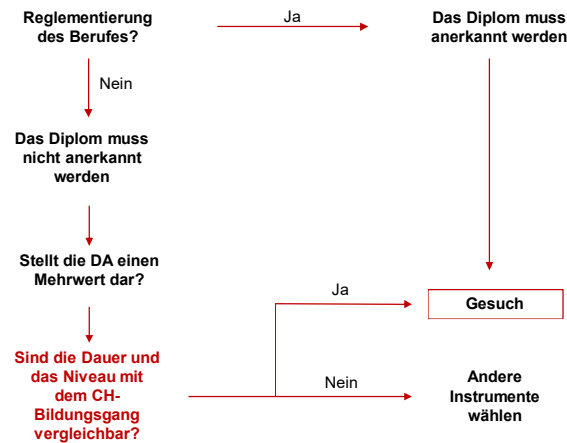 Reglementierung
des Berufes?
Ja
Das Diplom muss
anerkannt werden
Nein
Das Diplom muss
nicht anerkannt
werden
Stellt die DA einen
Mehrwert dar?
Ja
Gesuch
Sind die Dauer und
das Niveau mit
dem CH-
Bildungsgang
vergleichbar?
Nein
Andere
Instrumente
wählen